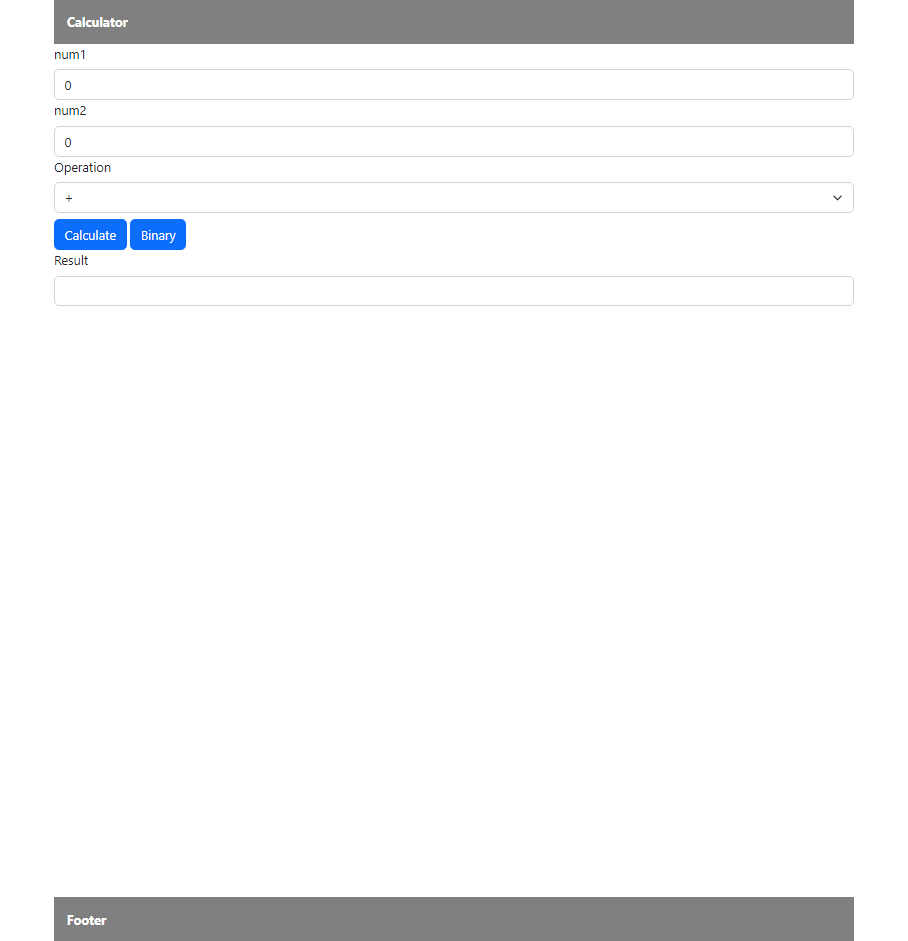 Calculator
num1
0
num2
0
Operation
+
Calculate Binary
Result
Footer